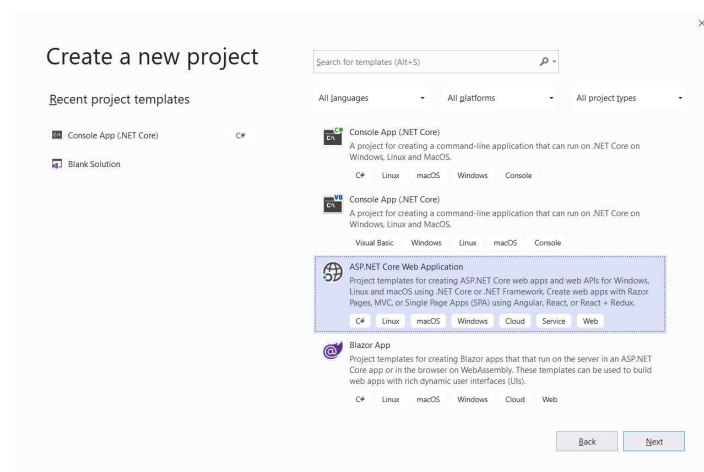 Create a new project
Recent project templates
Console App (.NET Core) C#
Blank Solution
Search for templates (Alt+S)
All languages All platforms All project types
Console App (.NET Core)
A project for creating a command-line application that can run on .NET Core on
Windows, Linux and MacOS.
C# Linux macOS Windows Console
Console App (.NET Core)
A project for creating a command-line application that can run on .NET Core on
Windows, Linux and MacOS.
Visual Basic Windows Linux macOS Console
ASP.NET Core Web Application
Project templates for creating ASP.NET Core web apps and web APIs for Windows,
Linux and macOS using .NET Core or .NET Framework. Create web apps with Razor
Pages, MVC, or Single Page Apps (SPA) using Angular, React, or React + Redux.
C# Linux macOS Windows Cloud Service Web
Blazor App
Project templates for creating Blazor apps that that run on the server in an ASP.NET
Core app or in the browser on WebAssembly. These templates can be used to build
web apps with rich dynamic user interfaces (UIs).
C# Linux macOS Windows Cloud Web
Back Next